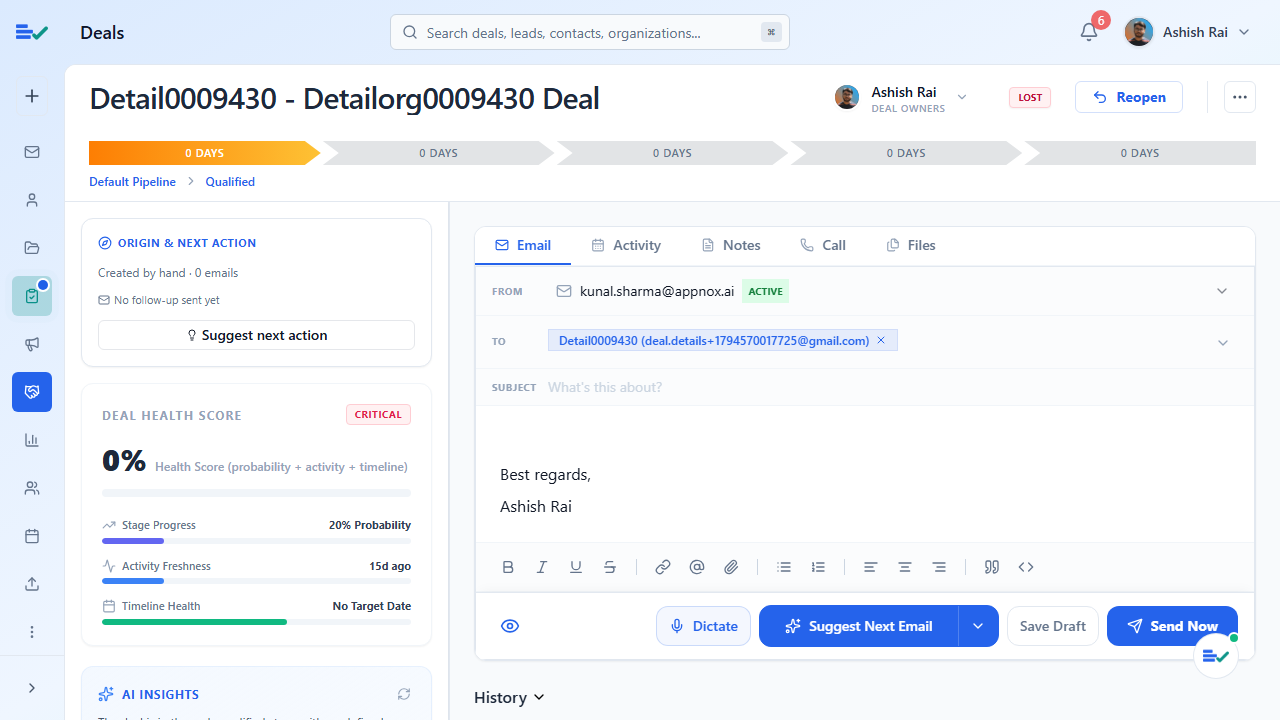 Deals
Search deals, leads, contacts, organizations...
⌘
6
Ashish Rai
Detail0009430 - Detailorg0009430 Deal
Ashish Rai
DEAL OWNERS
LOST
Reopen
0 DAYS
0 DAYS
0 DAYS
0 DAYS
0 DAYS
Default Pipeline
Qualified
ORIGIN & NEXT ACTION
Created by hand · 0 emails
No follow-up sent yet
Suggest next action
DEAL HEALTH SCORE
CRITICAL
0% Health Score (probability + activity + timeline)
Stage Progress
20% Probability
Activity Freshness
15d ago
Timeline Health
No Target Date
AI INSIGHTS
Email
Activity
Notes
Call
Files
FROM
kunal.sharma@appnox.ai
ACTIVE
TO
Detail0009430 (deal.details+1794570017725@gmail.com)
SUBJECT
What's this about?
Best regards,
Ashish Rai
Dictate
Suggest Next Email
Save Draft
Send Now
History